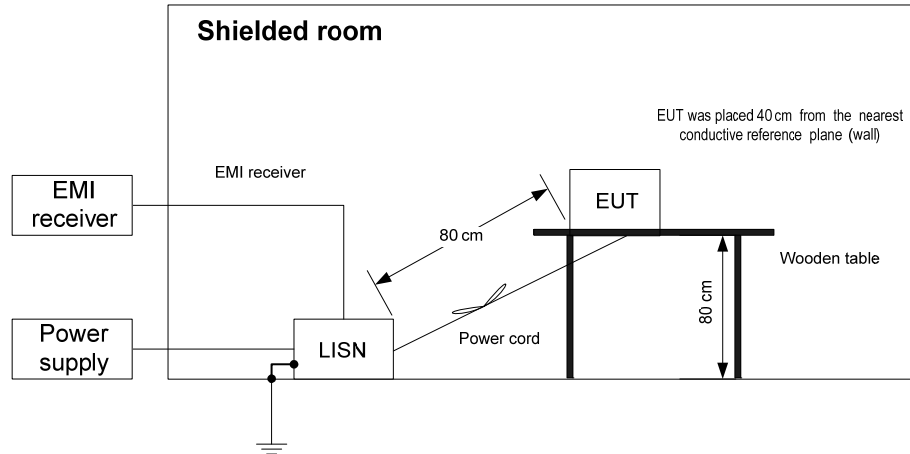 Shielded room
EUT was placed 40 cm from the nearest
conductive reference plane (wall)
EMI receiver
EMI
receiver
EUT
80 cm
Wooden table
80 cm
Power
supply
LISN
Power cord